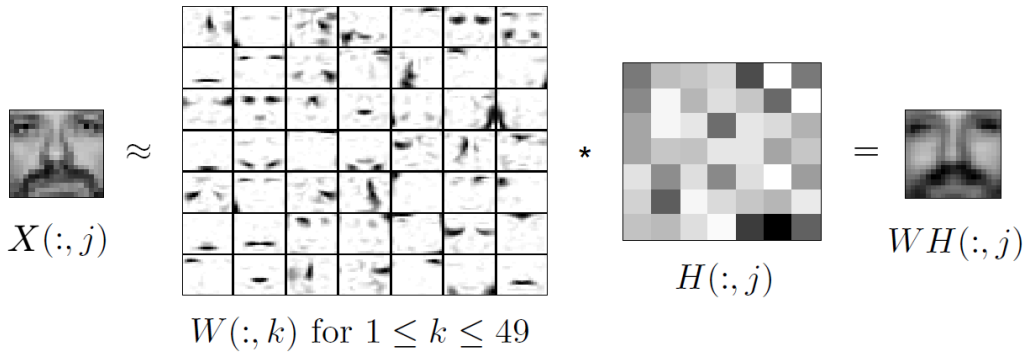 ≈ * =
X(:, j)
W(:, k) for 1 ≤ k ≤ 49
H(:, j)
WH(:, j)